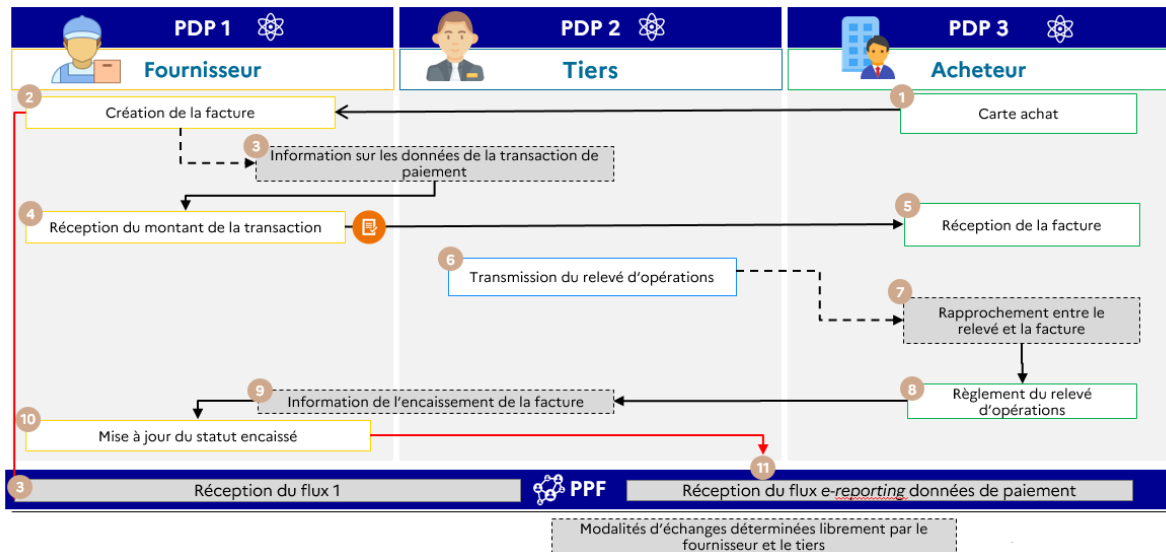 PDP 1
PDP 2
PDP 3
Fournisseur
Tiers
Acheteur
2
Création de la facture
1
Carte achat
3
Information sur les données de la transaction de
paiement
4
Réception du montant de la transaction
5
Réception de la facture
6
Transmission du relevé d'opérations
7
Rapprochement entre le
relevé et la facture
9
Information de l'encaissement de la facture
8
Règlement du relevé
d'opérations
10
Mise à jour du statut encaissé
11
3
Réception du flux 1
PPF
Réception du flux e-reporting données de paiement
Modalités d'échanges déterminées librement par le
fournisseur et le tiers